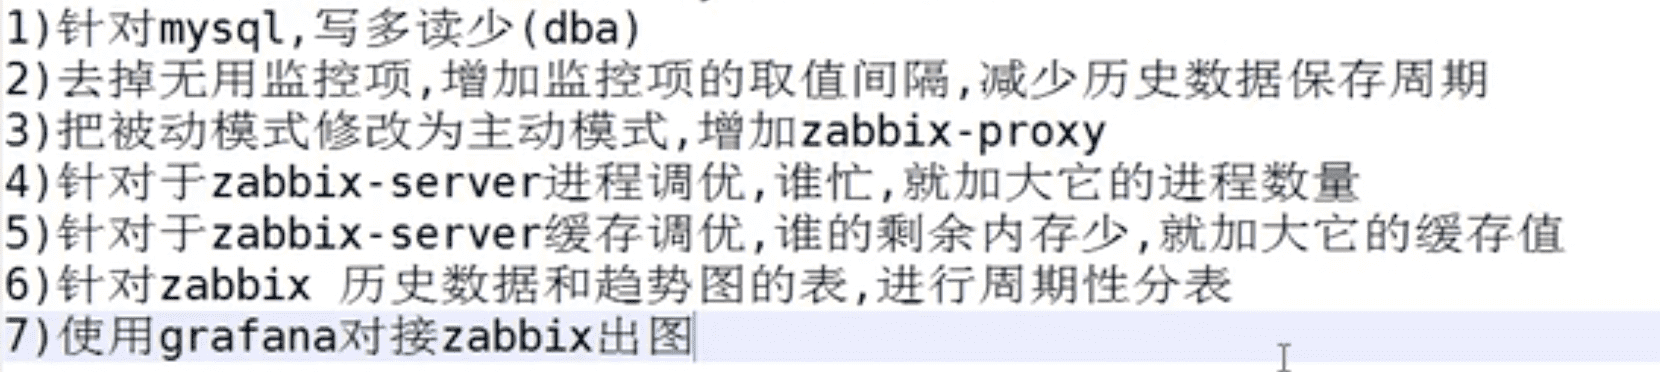 1)针对mysql,写多读少(dba)
2)去掉无用监控项,增加监控项的取值间隔,减少历史数据保存周期
3)把被动模式修改为主动模式,增加zabbix-proxy
4)针对于zabbix-server进程调优,谁忙,就加大它的进程数量
5)针对于zabbix-server缓存调优,谁的剩余内存少,就加大它的缓存值
6)针对zabbix 历史数据和趋势图的表,进行周期性分表
7)使用grafana对接zabbix出图